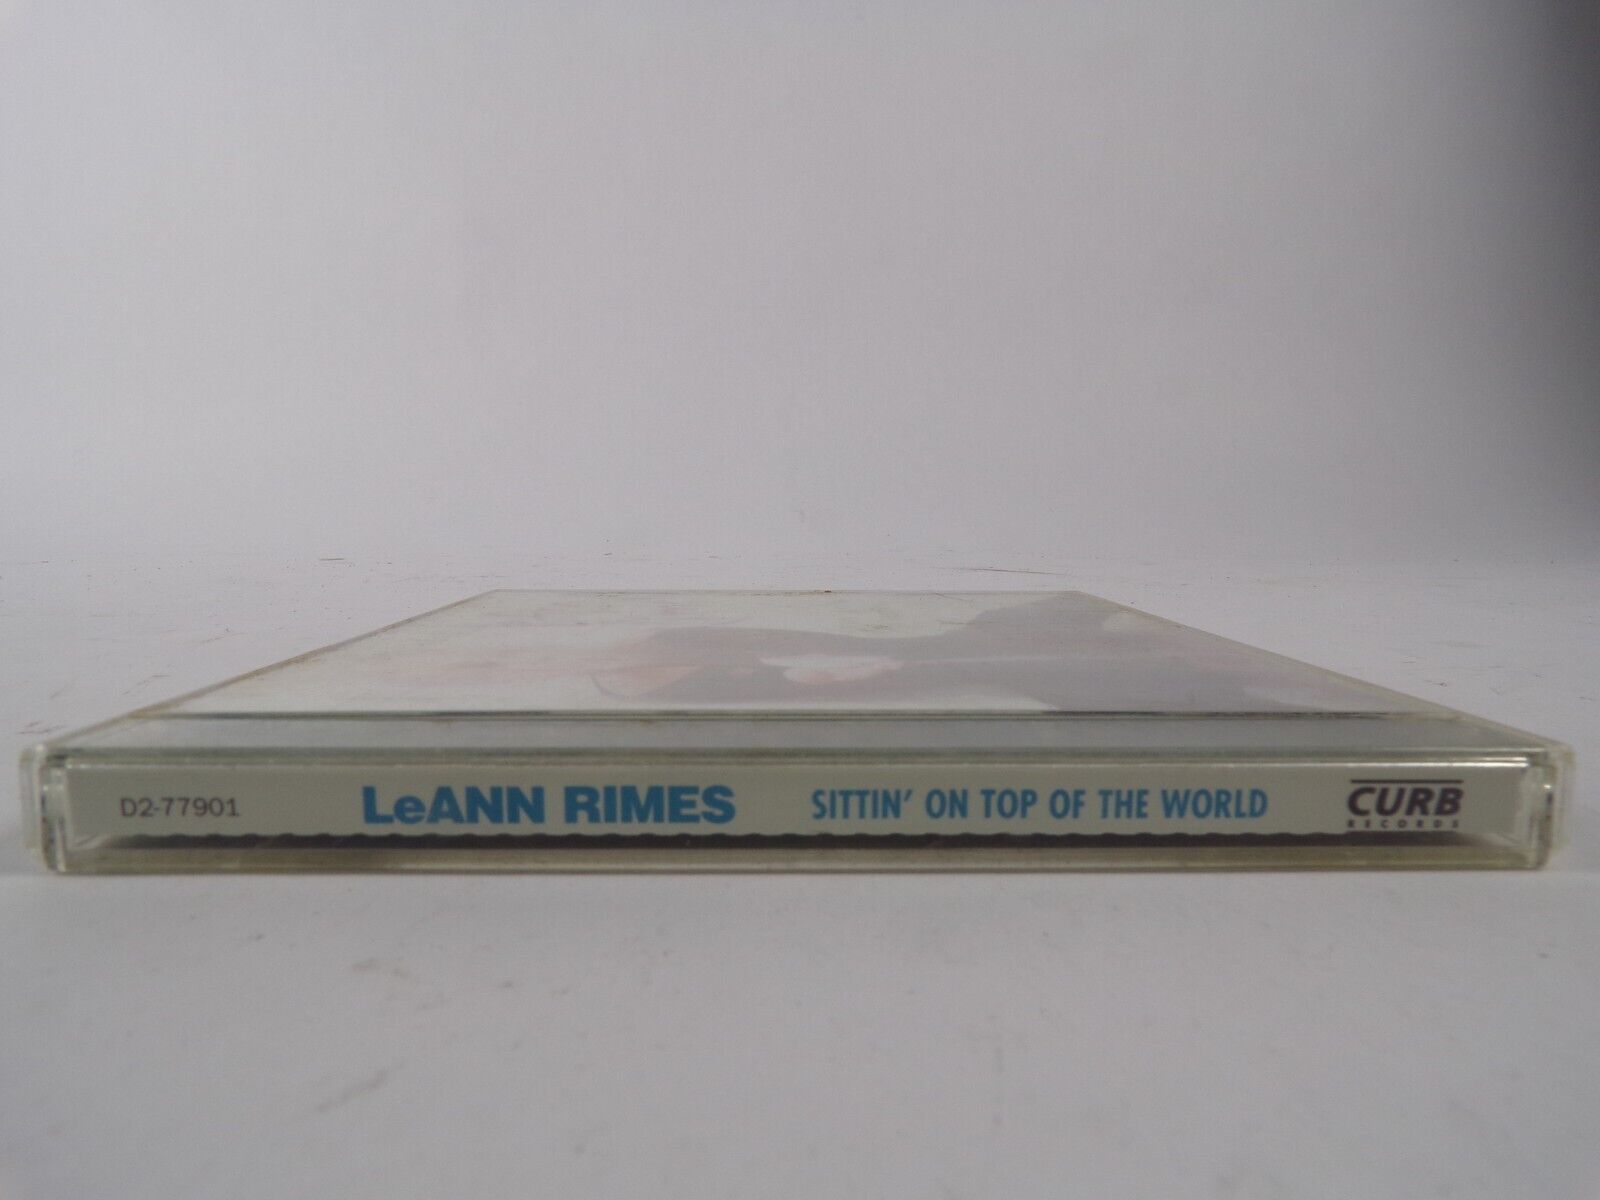 D2-77901 LeANN RIMES SITTIN' ON TOP OF THE WORLD CURB
RECORDS